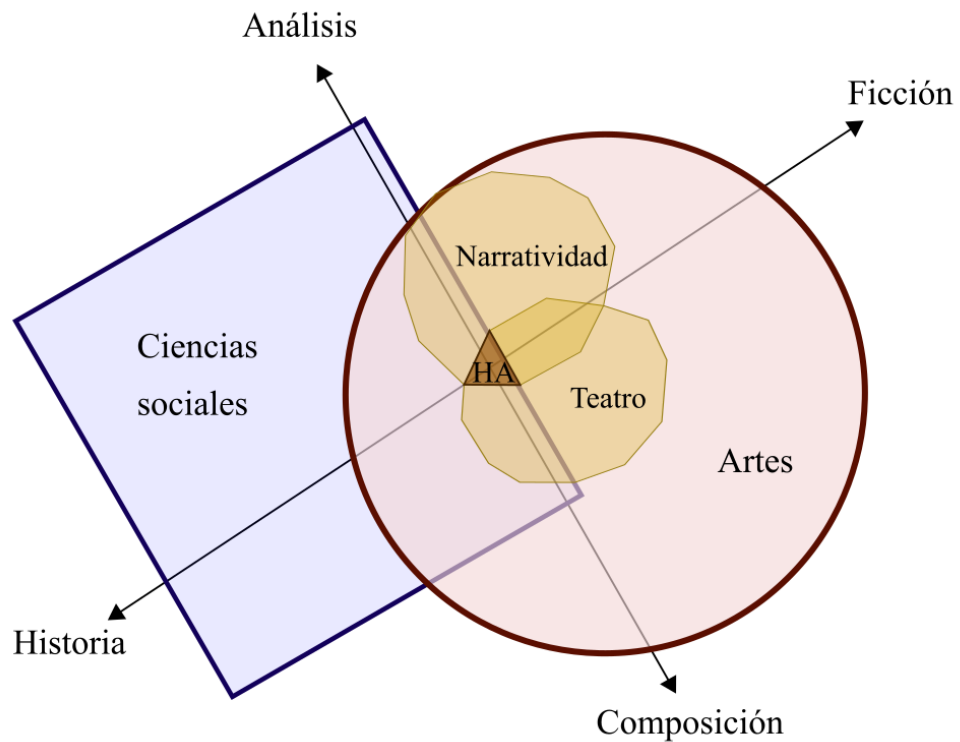 Análisis
Ficción
Narratividad
Ciencias
sociales
HA
Teatro
Artes
Historia
Composición